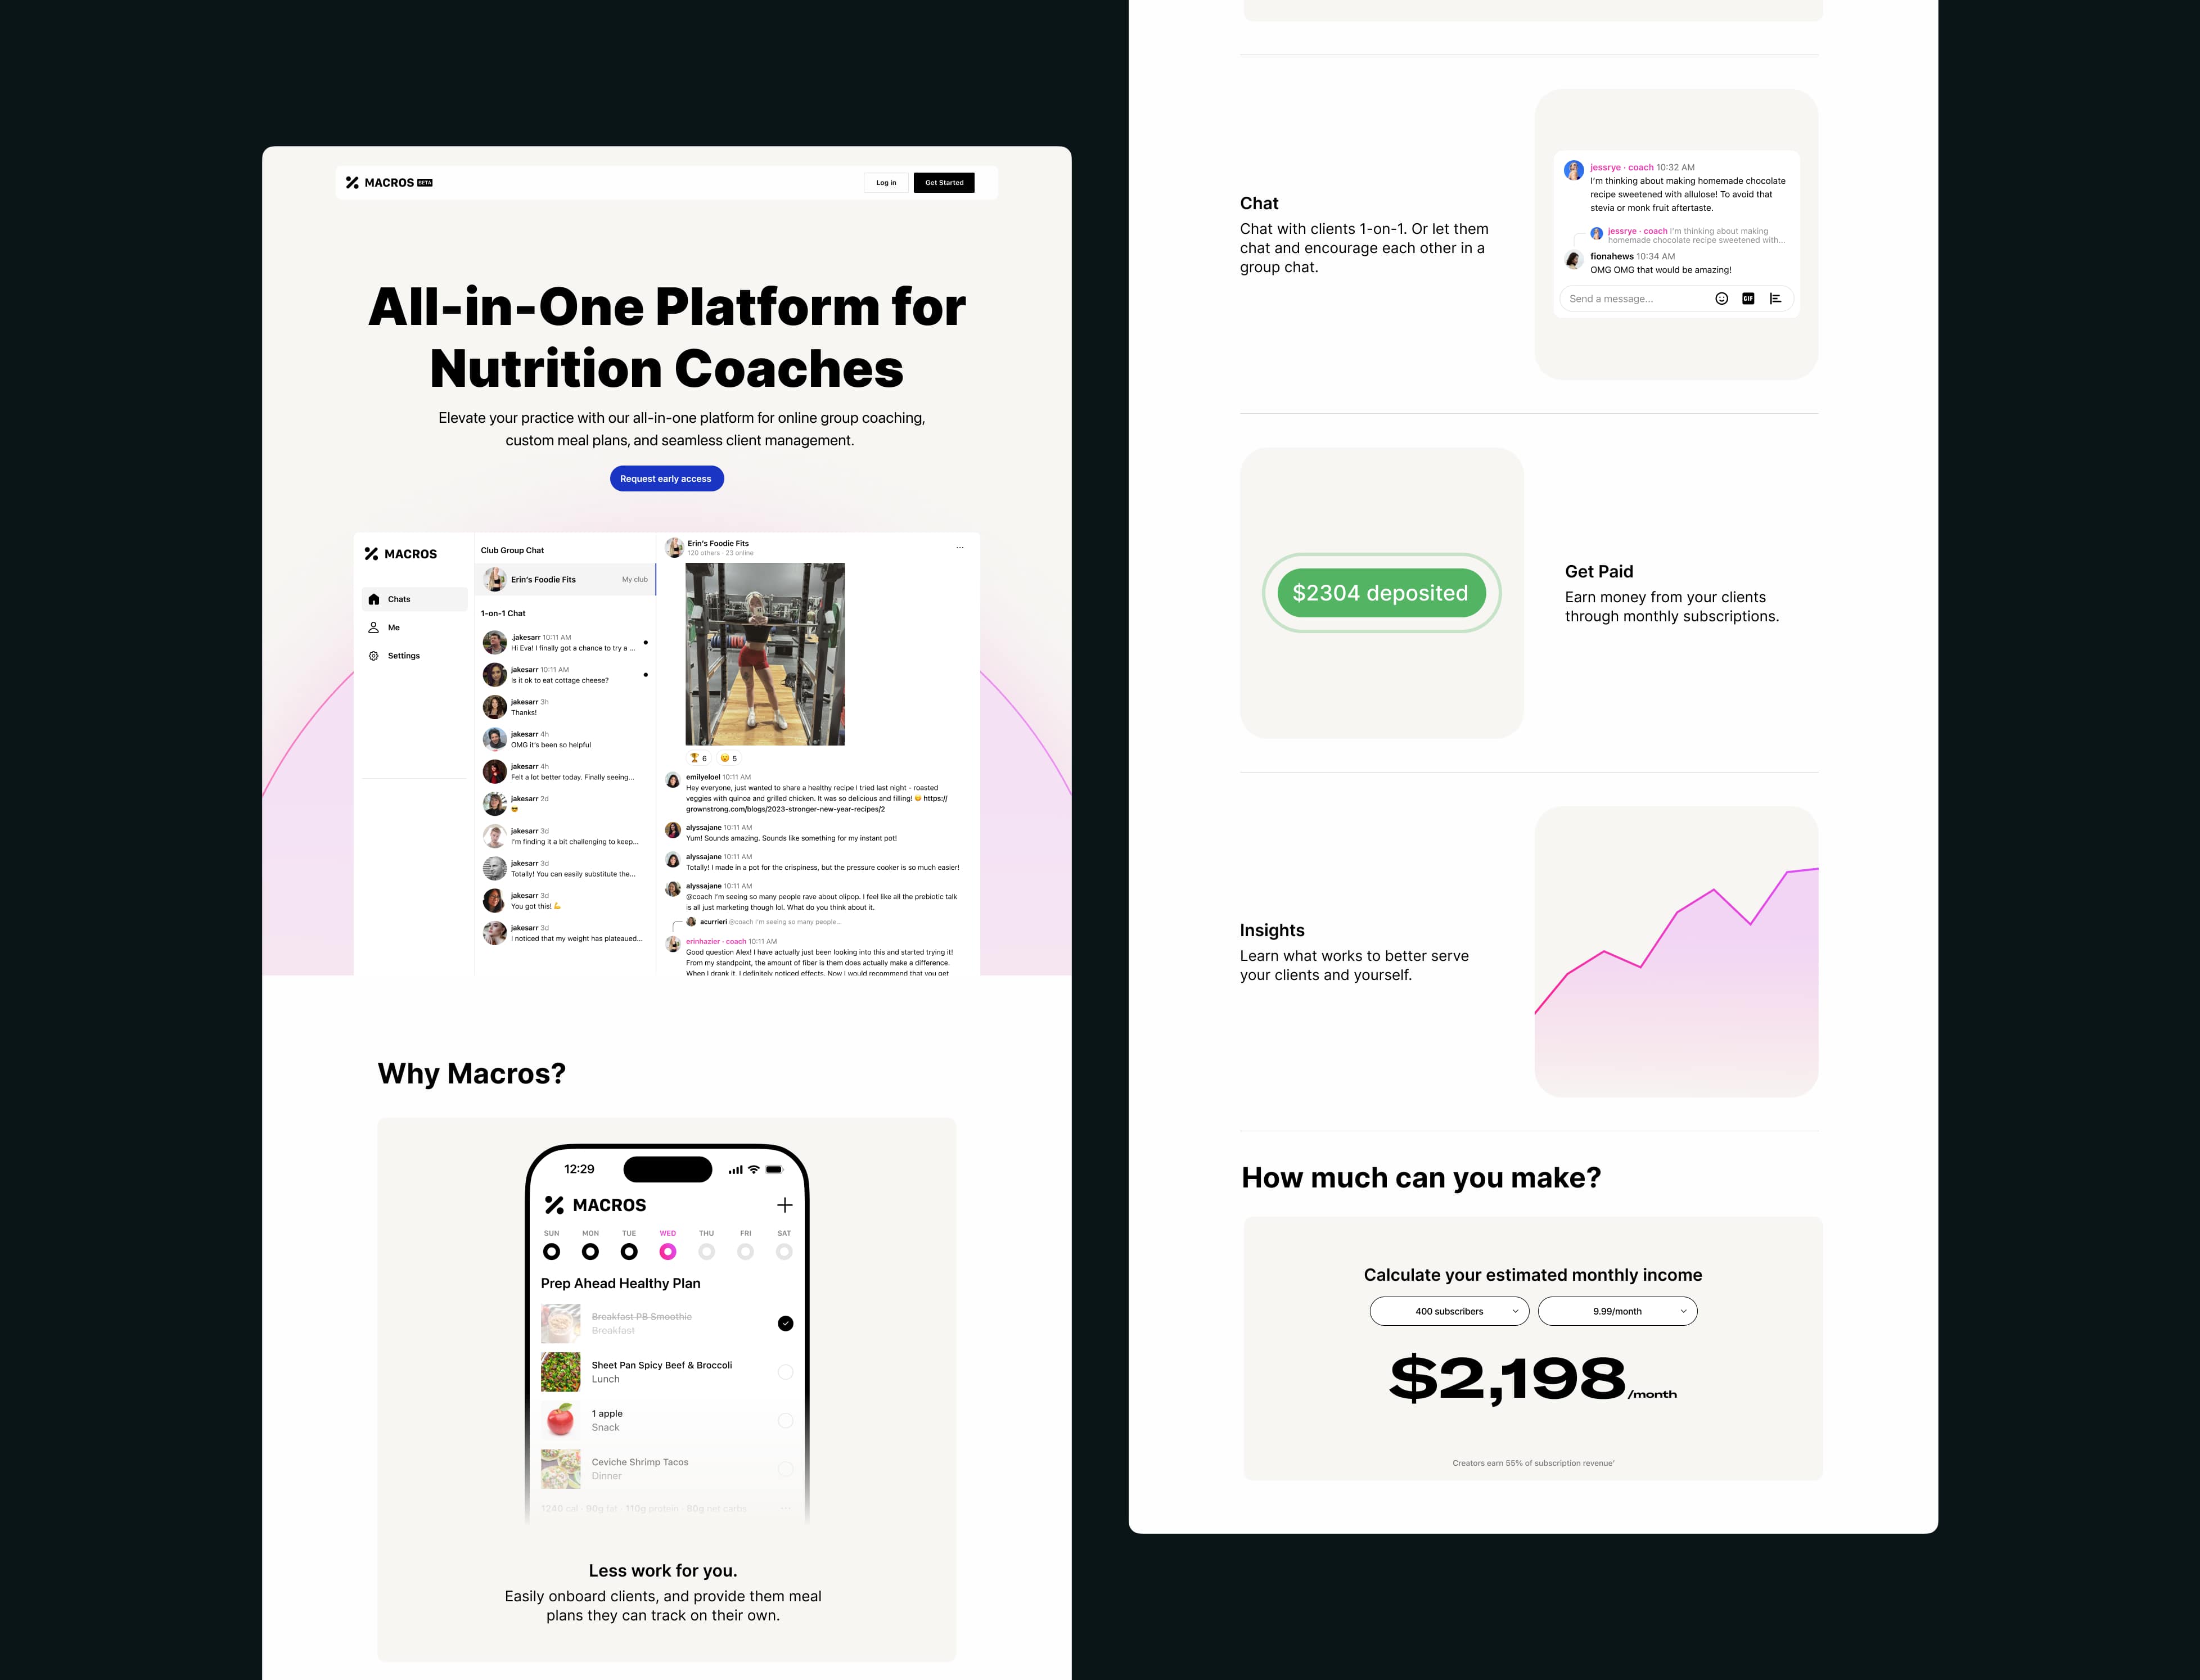 MACROS BETA
Log in
Get Started
All-in-One Platform for
Nutrition Coaches
Elevate your practice with our all-in-one platform for online group coaching,
custom meal plans, and seamless client management.
Request early access
MACROS
Chats
Me
Settings
Club Group Chat
Erin's Foodie Fits
My club
1-on-1 Chat
.jakesarr 10:11 AM
Hi Eva! I finally got a chance to try a ...
jakesarr 10:11 AM
Is it ok to eat cottage cheese?
jakesarr 3h
Thanks!
jakesarr 4h
OMG it's been so helpful
jakesarr 4h
Felt a lot better today. Finally seeing...
jakesarr 2d
😎
jakesarr 3d
I'm finding it a bit challenging to keep...
jakesarr 3d
Totally! You can easily substitute the...
jakesarr 3d
You got this! 💪
jakesarr 3d
I noticed that my weight has plateaued...
Erin's Foodie Fits
120 others · 23 online
...
🏆 6
😮 5
emilyeloel 10:11 AM
Hey everyone, just wanted to share a healthy recipe I tried last night - roasted
veggies with quinoa and grilled chicken. It was so delicious and filling! 😋 https://
grownstrong.com/blogs/2023-stronger-new-year-recipes/2
alyssajane 10:11 AM
Yum! Sounds amazing. Sounds like something for my instant pot!
alyssajane 10:11 AM
Totally! I made in a pot for the crispiness, but the pressure cooker is so much easier!
alyssajane 10:11 AM
@coach I'm seeing so many people rave about olipop. I feel like all the prebiotic talk
is all just marketing though lol. What do you think about it.
acurrieri @coach I'm seeing so many people...
erinhazier · coach 10:11 AM
Good question Alex! I have actually just been looking into this and started trying it!
From my standpoint, the amount of fiber is them does actually make a difference.
When I drank it, I definitely noticed effects. Now I would recommend that you get
Why Macros?
12:29
MACROS
SUN MON TUE WED THU FRI SAT
Prep Ahead Healthy Plan
Breakfast PB Smoothie
Breakfast
Sheet Pan Spicy Beef & Broccoli
Lunch
1 apple
Snack
Ceviche Shrimp Tacos
Dinner
1240 cal · 90g fat · 110g protein · 80g net carbs ...
Less work for you.
Easily onboard clients, and provide them meal
plans they can track on their own.
Chat
Chat with clients 1-on-1. Or let them
chat and encourage each other in a
group chat.
jessrye · coach 10:32 AM
I'm thinking about making homemade chocolate
recipe sweetened with allulose! To avoid that
stevia or monk fruit aftertaste.
jessrye · coach I'm thinking about making
homemade chocolate recipe sweetened with...
fionahews 10:34 AM
OMG OMG that would be amazing!
Send a message...
GIF
$2304 deposited
Get Paid
Earn money from your clients
through monthly subscriptions.
Insights
Learn what works to better serve
your clients and yourself.
How much can you make?
Calculate your estimated monthly income
400 subscribers
9.99/month
$2,198/month
Creators earn 55% of subscription revenue'